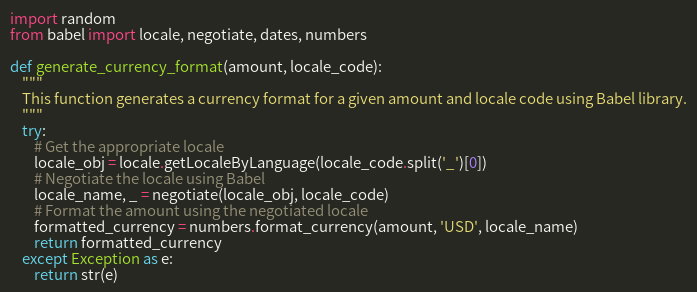 import random
from babel import locale, negotiate, dates, numbers

def generate_currency_format(amount, locale_code):
    """
    This function generates a currency format for a given amount and locale code using Babel library.
    """
    try:
        # Get the appropriate locale
        locale_obj = locale.getLocaleByLanguage(locale_code.split('_')[0])
        # Negotiate the locale using Babel
        locale_name, _ = negotiate(locale_obj, locale_code)
        # Format the amount using the negotiated locale
        formatted_currency = numbers.format_currency(amount, 'USD', locale_name)
        return formatted_currency
    except Exception as e:
        return str(e)